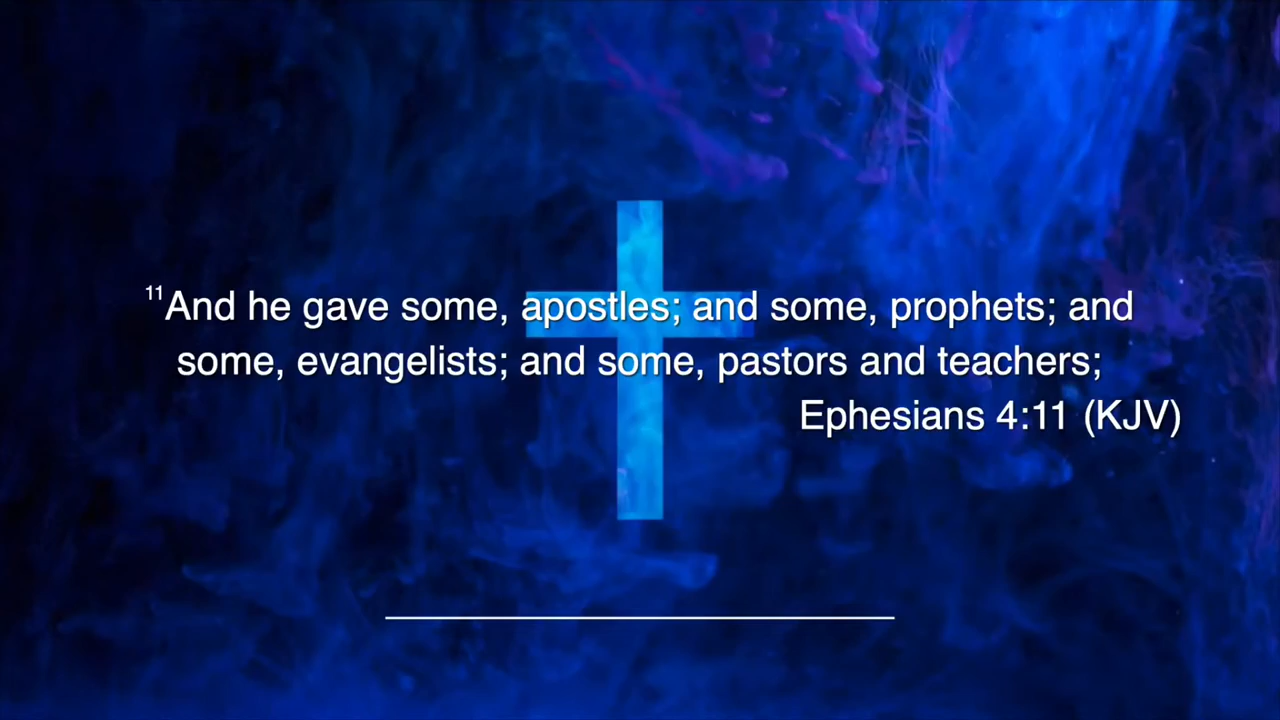 11And he gave some, apostles; and some, prophets; and
some, evangelists; and some, pastors and teachers;
Ephesians 4:11 (KJV)